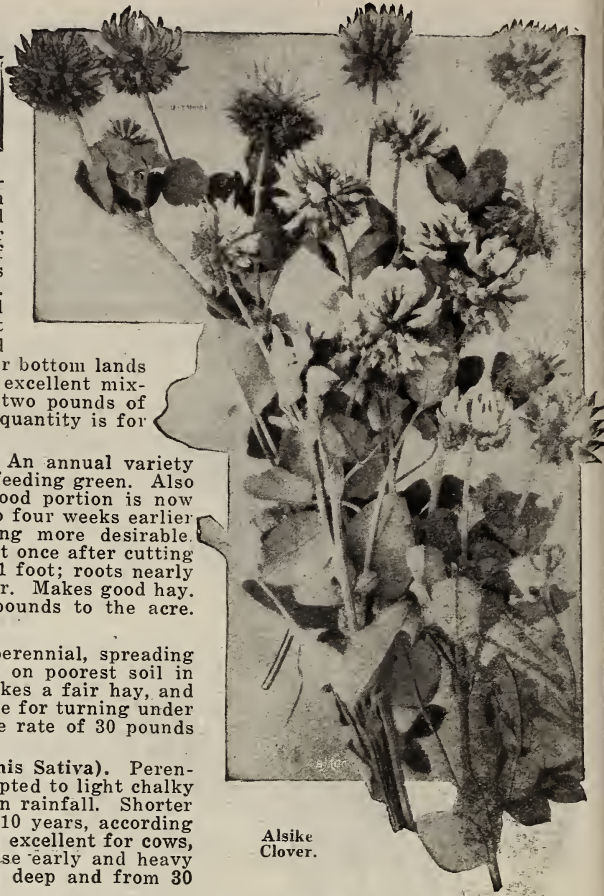 r bottom lands
excellent mix-
two pounds of
quantity is for
An annual variety
feeding green. Also
ood portion is now
o four weeks earlier
ng more desirable.
t once after cutting
1 foot; roots nearly
r. Makes good hay.
pounds to the acre.
perennial, spreading
on poorest soil in
kes a fair hay, and
e for turning under
e rate of 30 pounds
nis Sativa). Peren-
pted to light chalky
n rainfall. Shorter
10 years, according
excellent for cows,
se early and heavy
deep and from 30
Alsike
Clover.